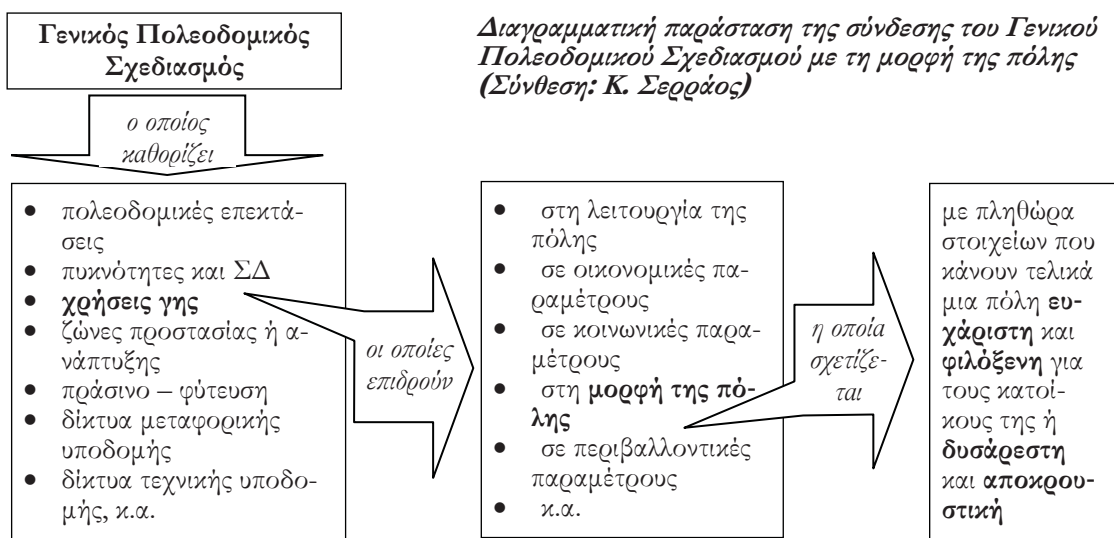 Γενικός Πολεοδομικός
Σχεδιασμός
Διαγραμματική παράσταση της σύνδεσης του Γενικού
Πολεοδομικού Σχεδιασμού με τη μορφή της πόλης
(Σύνθεση: Κ. Σερράος)
ο οποίος
καθορίζει
• πολεοδομικές επεκτά-
σεις
• πυκνότητες και ΣΔ
• χρήσεις γης
• ζώνες προστασίας ή α-
νάπτυξης
• πράσινο – φύτευση
• δίκτυα μεταφορικής
υποδομής
• δίκτυα τεχνικής υποδο-
μής, κ.α.
οι οποίες
επιδρούν
• στη λειτουργία της
πόλης
• σε οικονομικές πα-
ραμέτρους
• σε κοινωνικές παρα-
μέτρους
• στη μορφή της πό-
λης
• σε περιβαλλοντικές
παραμέτρους
• κ.α.
η οποία
σχετίζε-
ται
με πληθώρα
στοιχείων που
κάνουν τελικά
μια πόλη ευ-
χάριστη και
φιλόξενη για
τους κατοί-
κους της ή
δυσάρεστη
και αποκρου-
στική